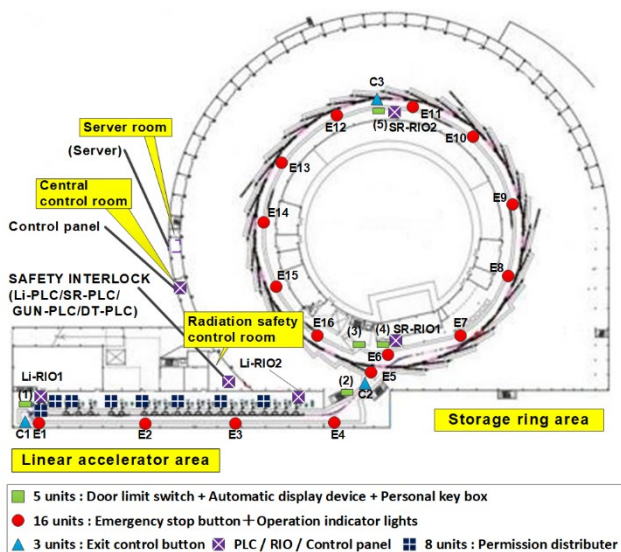 C3
E11
E12
(5) SR-RIO2
E10
Server room
(Server)
E13
Central
control room
E9
E14
Control panel
E8
SAFETY INTERLOCK
(Li-PLC/SR-PLC/
GUN-PLC/DT-PLC)
E15
Radiation safety
control room
E16
(3)
(4) SR-RIO1
E7
E6
Li-RIO1
Li-RIO2
E5
(1)
(2)
C2
Storage ring area
C1 E1
E2
E3
E4
Linear accelerator area
5 units : Door limit switch + Automatic display device + Personal key box
16 units : Emergency stop button+Operation indicator lights
3 units : Exit control button PLC / RIO / Control panel 8 units : Permission distributer